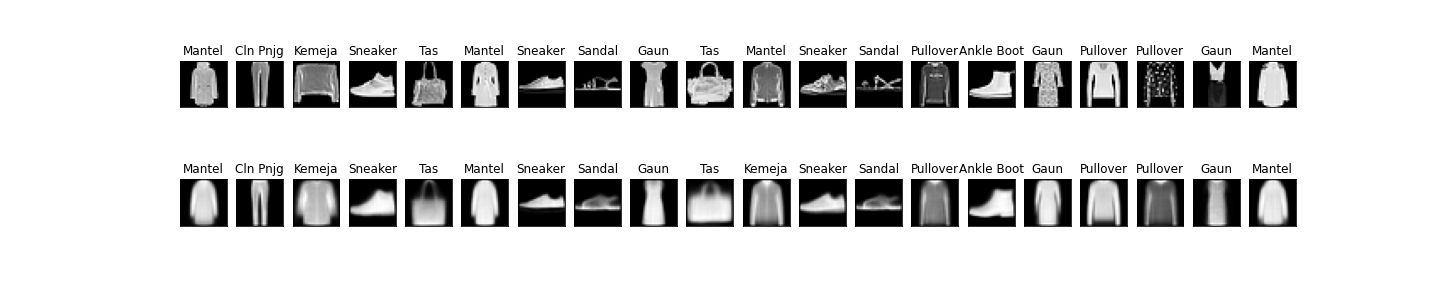 Mantel Cln Pnjg Kemeja Sneaker Tas Mantel Sneaker Sandal Gaun Tas Mantel Sneaker Sandal Pullover Ankle Boot Gaun Pullover Pullover Gaun Mantel
Mantel Cln Pnjg Kemeja Sneaker Tas Mantel Sneaker Sandal Gaun Tas Kemeja Sneaker Sandal Pullover Ankle Boot Gaun Pullover Pullover Gaun Mantel